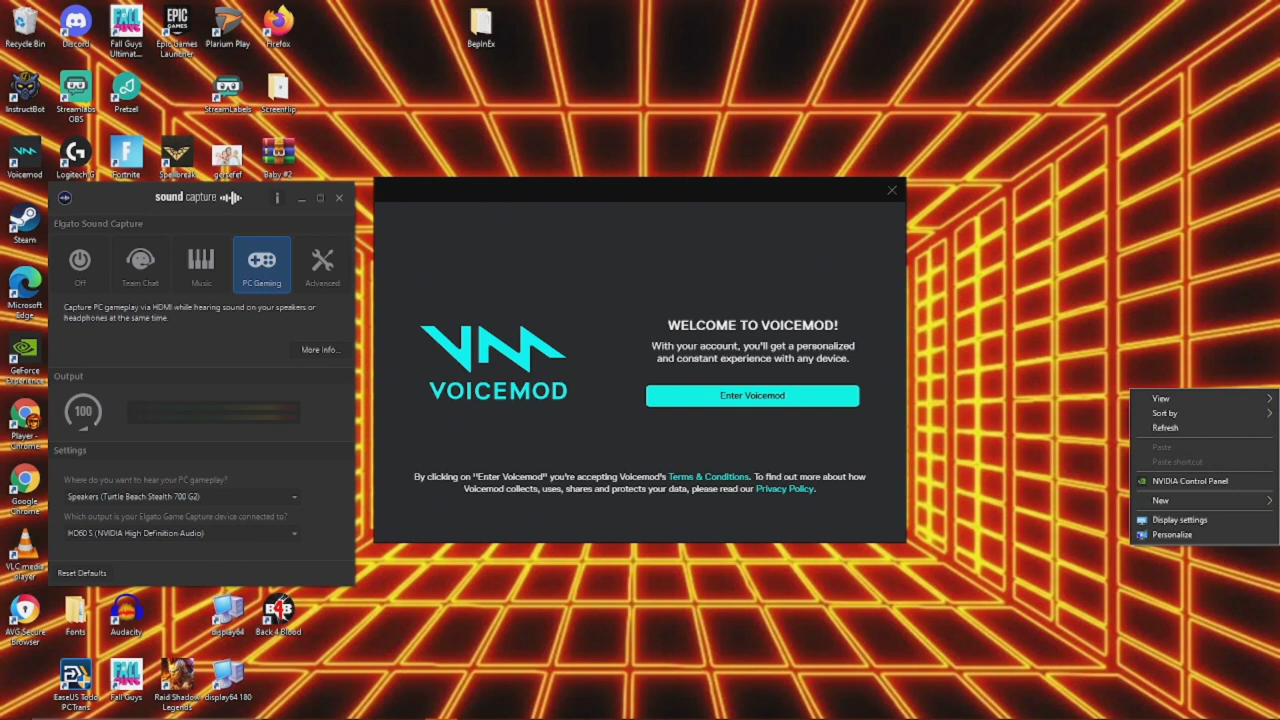 Recycle Bin
Discord
Fall Guys
Ultimat...
EPIC
GAMES
Epic Games
Launcher
Plarium Play
Firefox
BepInEx
InstructBot
Streamlabs
OBS
Pretzel
StreamLabels
Screenflip
Voicemod
Logitech G
Fortnite
Spellbreak
Baby #2
Steam
Microsoft
Edge
GeForce
Experience
Player -
Chrome
Google
Chrome
VLC media
player
AVG Secure
Browser
Fonts
Audacity
display64
B4B
Back 4 Blood
EaseUS Todo
PCTrans
Fall Guys
Raid Shadow
Legends
display64 180
sound capture
Elgato Sound Capture
Off
Team Chat
Music
PC Gaming
Advanced
Capture PC gameplay via HDMI while hearing sound on your speakers or
headphones at the same time.
More Info...
Output
100
Settings
Where do you want to hear your PC gameplay?
Speakers (Turtle Beach Stealth 700 G2)
Which output is your Elgato Game Capture device connected to?
HD60 S (NVIDIA High Definition Audio)
Reset Defaults
VOICEMOD
WELCOME TO VOICEMOD!
With your account, you'll get a personalized
and constant experience with any device.
Enter Voicemod
By clicking on "Enter Voicemod" you're accepting Voicemod's Terms & Conditions. To find out more about how
Voicemod collects, uses, shares and protects your data, please read our Privacy Policy.
View
Sort by
Refresh
Paste
Paste shortcut
NVIDIA Control Panel
New
Display settings
Personalize